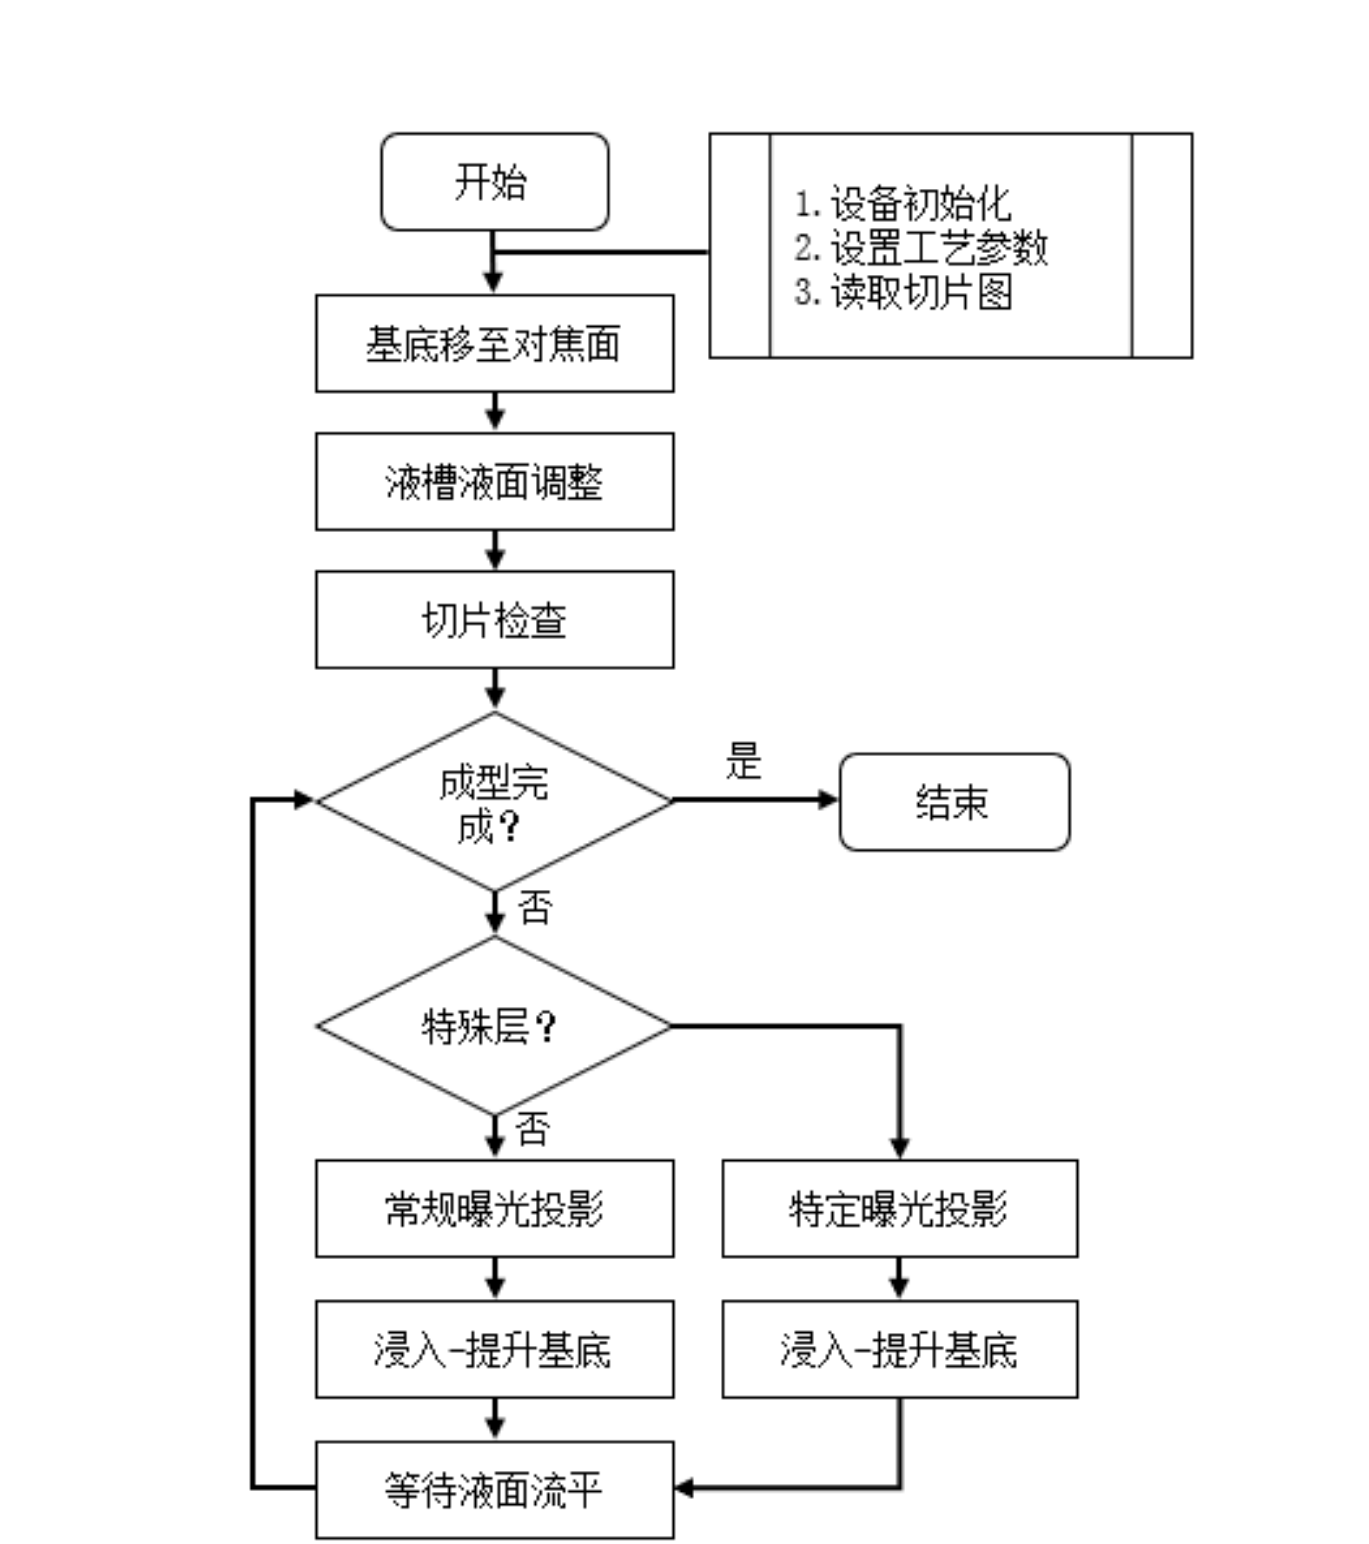 开始
1. 设备初始化
2. 设置工艺参数
3. 读取切片图
基底移至对焦面
液槽液面调整
切片检查
成型完
成？
是
结束
否
特殊层？
否
常规曝光投影
特定曝光投影
浸入-提升基底
浸入-提升基底
等待液面流平